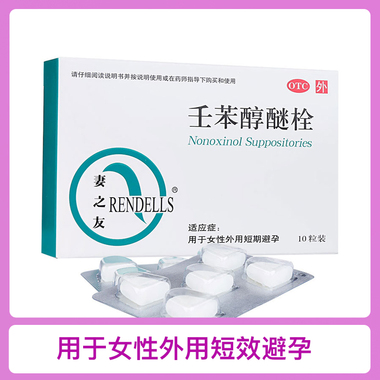 请仔细阅读说明书并按说明使用或在药师指导下购买和使用
OTC
外
壬苯醇醚栓
Nonoxinol Suppositories
妻之友
RENDELLS®
适应症：
用于女性外用短期避孕
10粒装
用于女性外用短效避孕